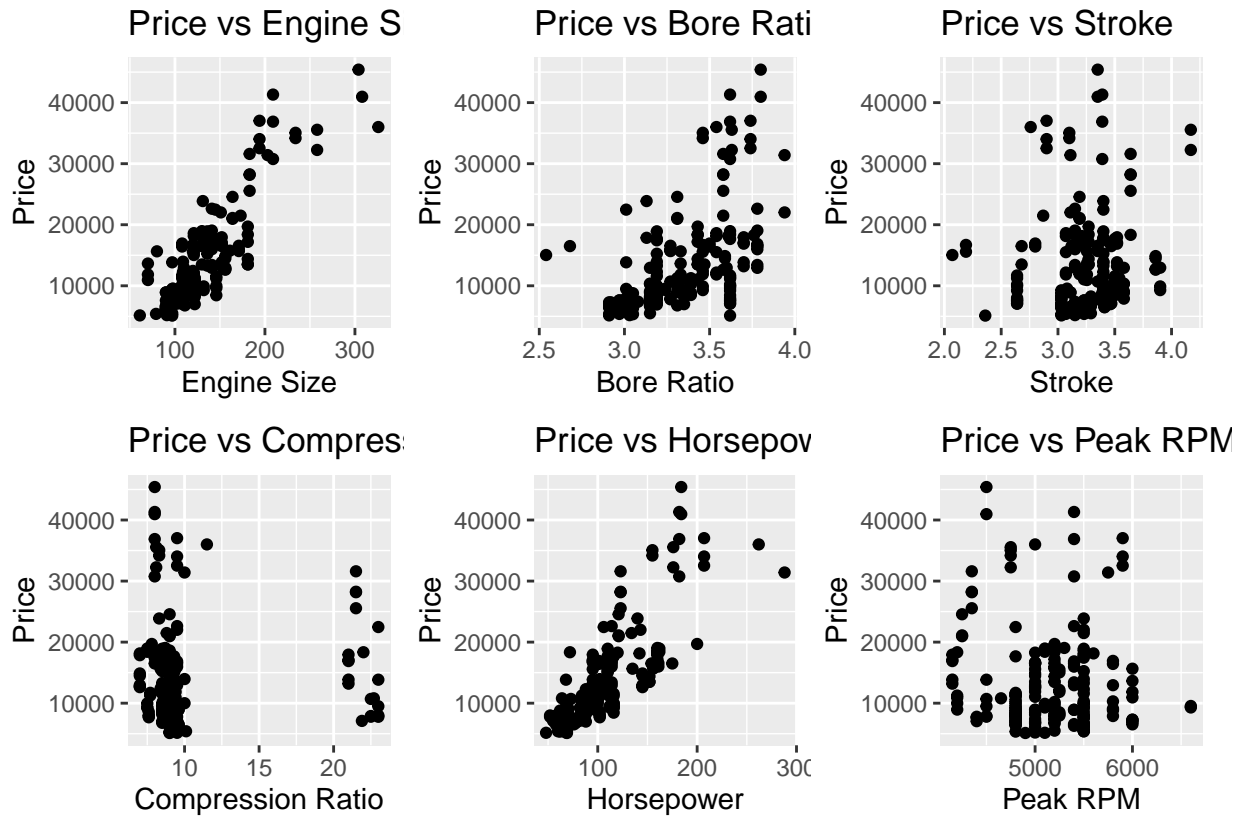 Price vs Engine S
40000
30000
20000
10000
Price
100 200 300
Engine Size
Price vs Bore Rati
40000
30000
20000
10000
Price
2.5 3.0 3.5 4.0
Bore Ratio
Price vs Stroke
40000
30000
20000
10000
Price
2.0 2.5 3.0 3.5 4.0
Stroke
Price vs Compres
40000
30000
20000
10000
Price
10 15 20
Compression Ratio
Price vs Horsepow
40000
30000
20000
10000
Price
100 200 300
Horsepower
Price vs Peak RPM
40000
30000
20000
10000
Price
5000 6000
Peak RPM